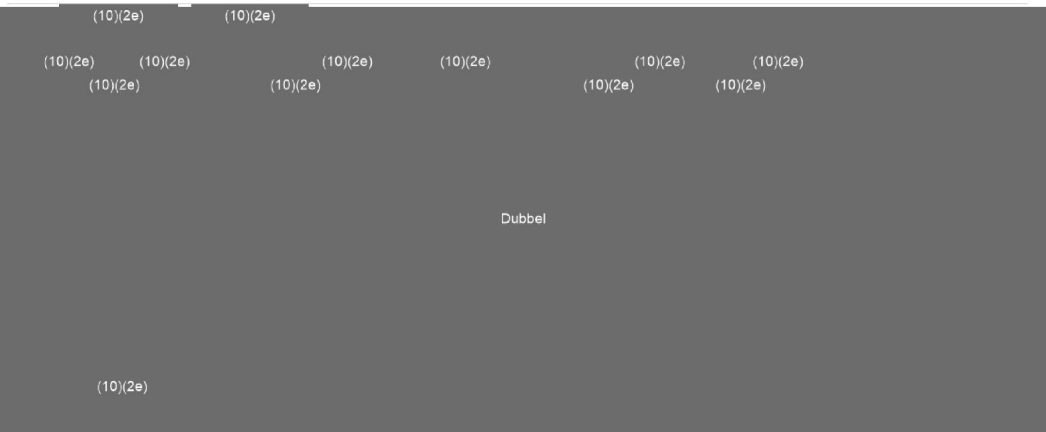 (10)(2e) (10)(2e)
(10)(2e) (10)(2e) (10)(2e) (10)(2e) (10)(2e) (10)(2e)
(10)(2e) (10)(2e) (10)(2e) (10)(2e)
Dubbel
(10)(2e)